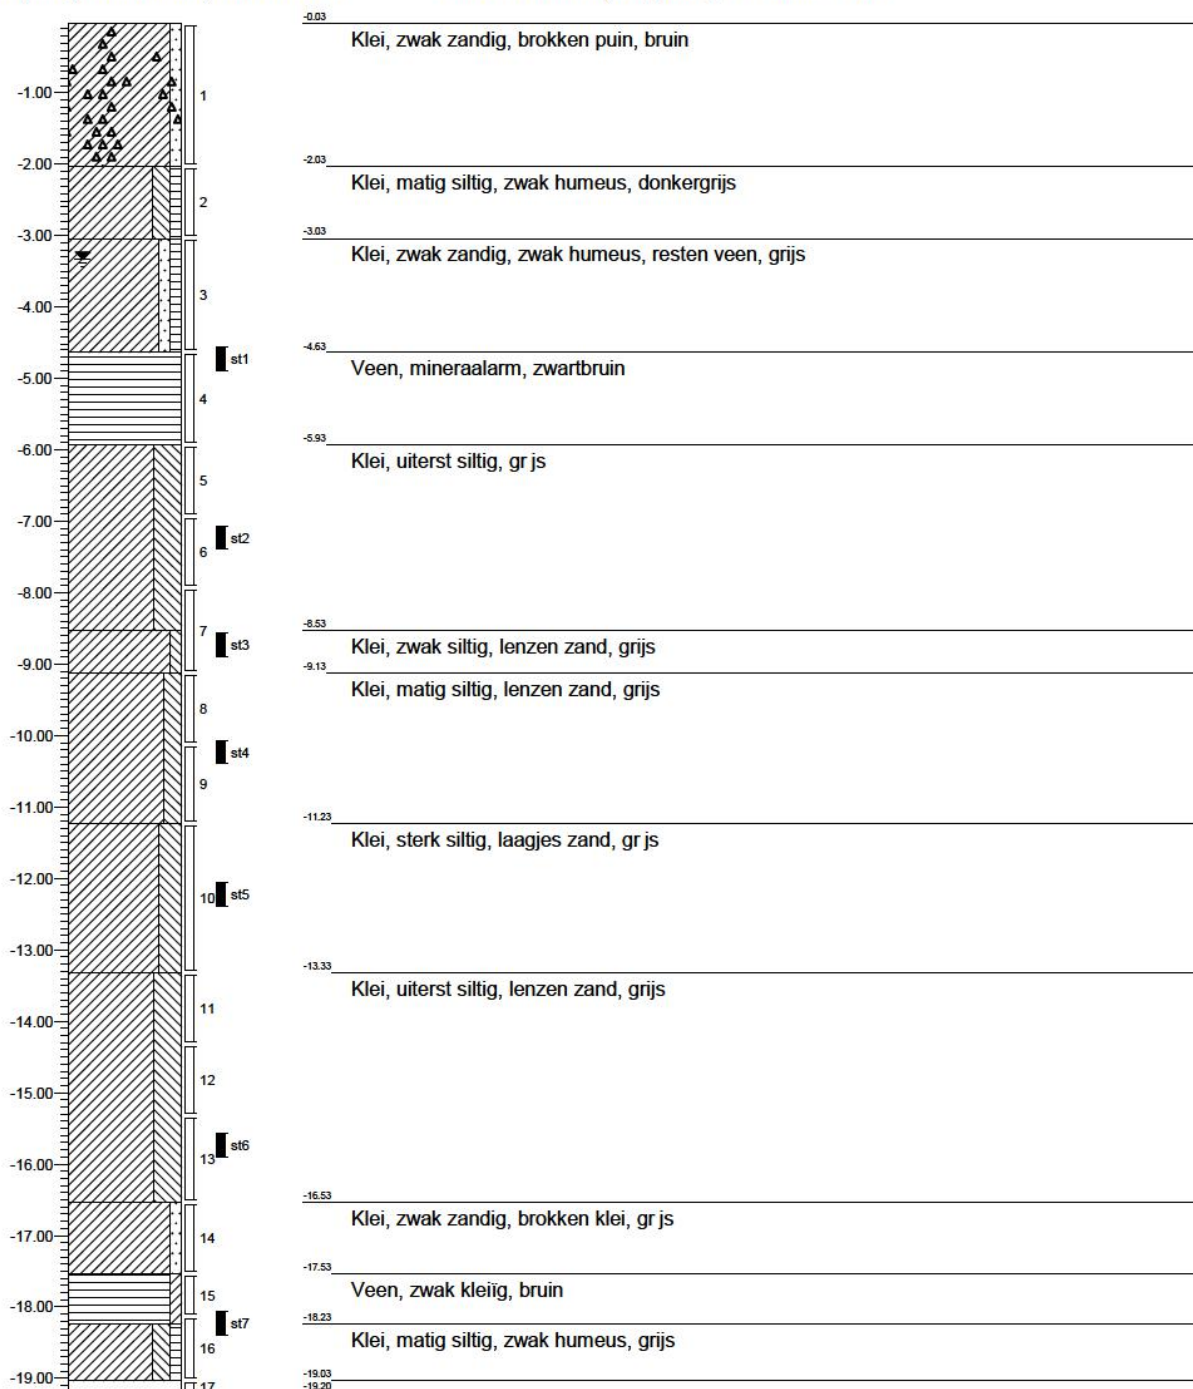 -0.03
Klei, zwak zandig, brokken puin, bruin
-1.00
1
-2.00
-2.03
Klei, matig siltig, zwak humeus, donkergrijs
2
-3.00
-3.03
Klei, zwak zandig, zwak humeus, resten veen, grijs
3
-4.00
-4.63
st1
Veen, mineraalarm, zwartbruin
-5.00
4
-5.93
-6.00
Klei, uiterst siltig, gr js
5
-7.00
st2
6
-8.00
7
-8.53
st3
Klei, zwak siltig, lenzen zand, grijs
-9.00
-9.13
Klei, matig siltig, lenzen zand, grijs
8
-10.00
st4
9
-11.00
-11.23
Klei, sterk siltig, laagjes zand, gr js
-12.00
10
st5
-13.00
-13.33
Klei, uiterst siltig, lenzen zand, grijs
11
-14.00
12
-15.00
st6
13
-16.00
-16.53
Klei, zwak zandig, brokken klei, gr js
-17.00
14
-17.53
Veen, zwak kleiïg, bruin
15
-18.00
-18.23
st7
Klei, matig siltig, zwak humeus, grijs
16
-19.00
-19.03
17
-19.20